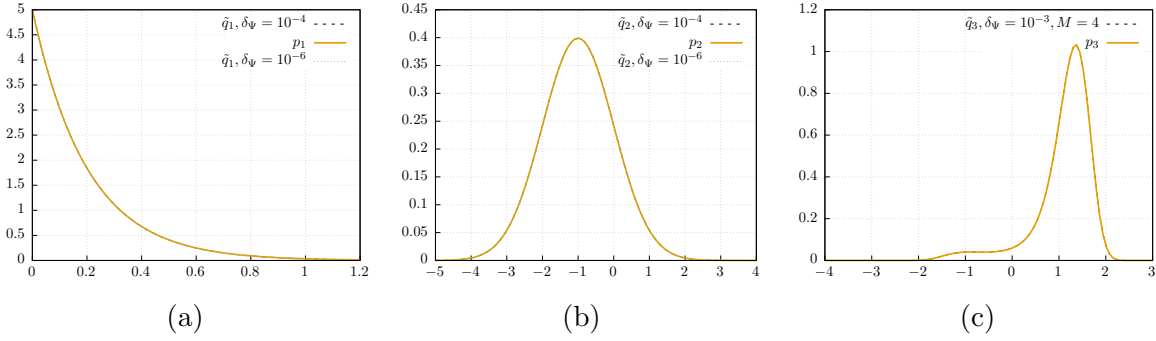 5
4.5
4
3.5
3
2.5
2
1.5
1
0.5
0
0 0.2 0.4 0.6 0.8 1 1.2
q̃₁, δ_Ψ = 10⁻⁴
p₁
q̃₁, δ_Ψ = 10⁻⁶
(a)
0.45
0.4
0.35
0.3
0.25
0.2
0.15
0.1
0.05
0
−5 −4 −3 −2 −1 0 1 2 3 4
q̃₂, δ_Ψ = 10⁻⁴
p₂
q̃₂, δ_Ψ = 10⁻⁶
(b)
1.2
1
0.8
0.6
0.4
0.2
0
−4 −3 −2 −1 0 1 2 3
q̃₃, δ_Ψ = 10⁻³, M = 4
p₃
(c)